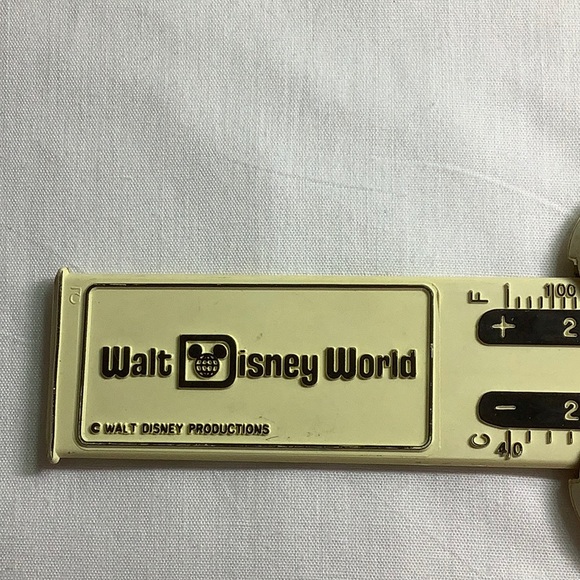 Walt Disney World
© WALT DISNEY PRODUCTIONS
F 100
+ 2
- 2
C 40